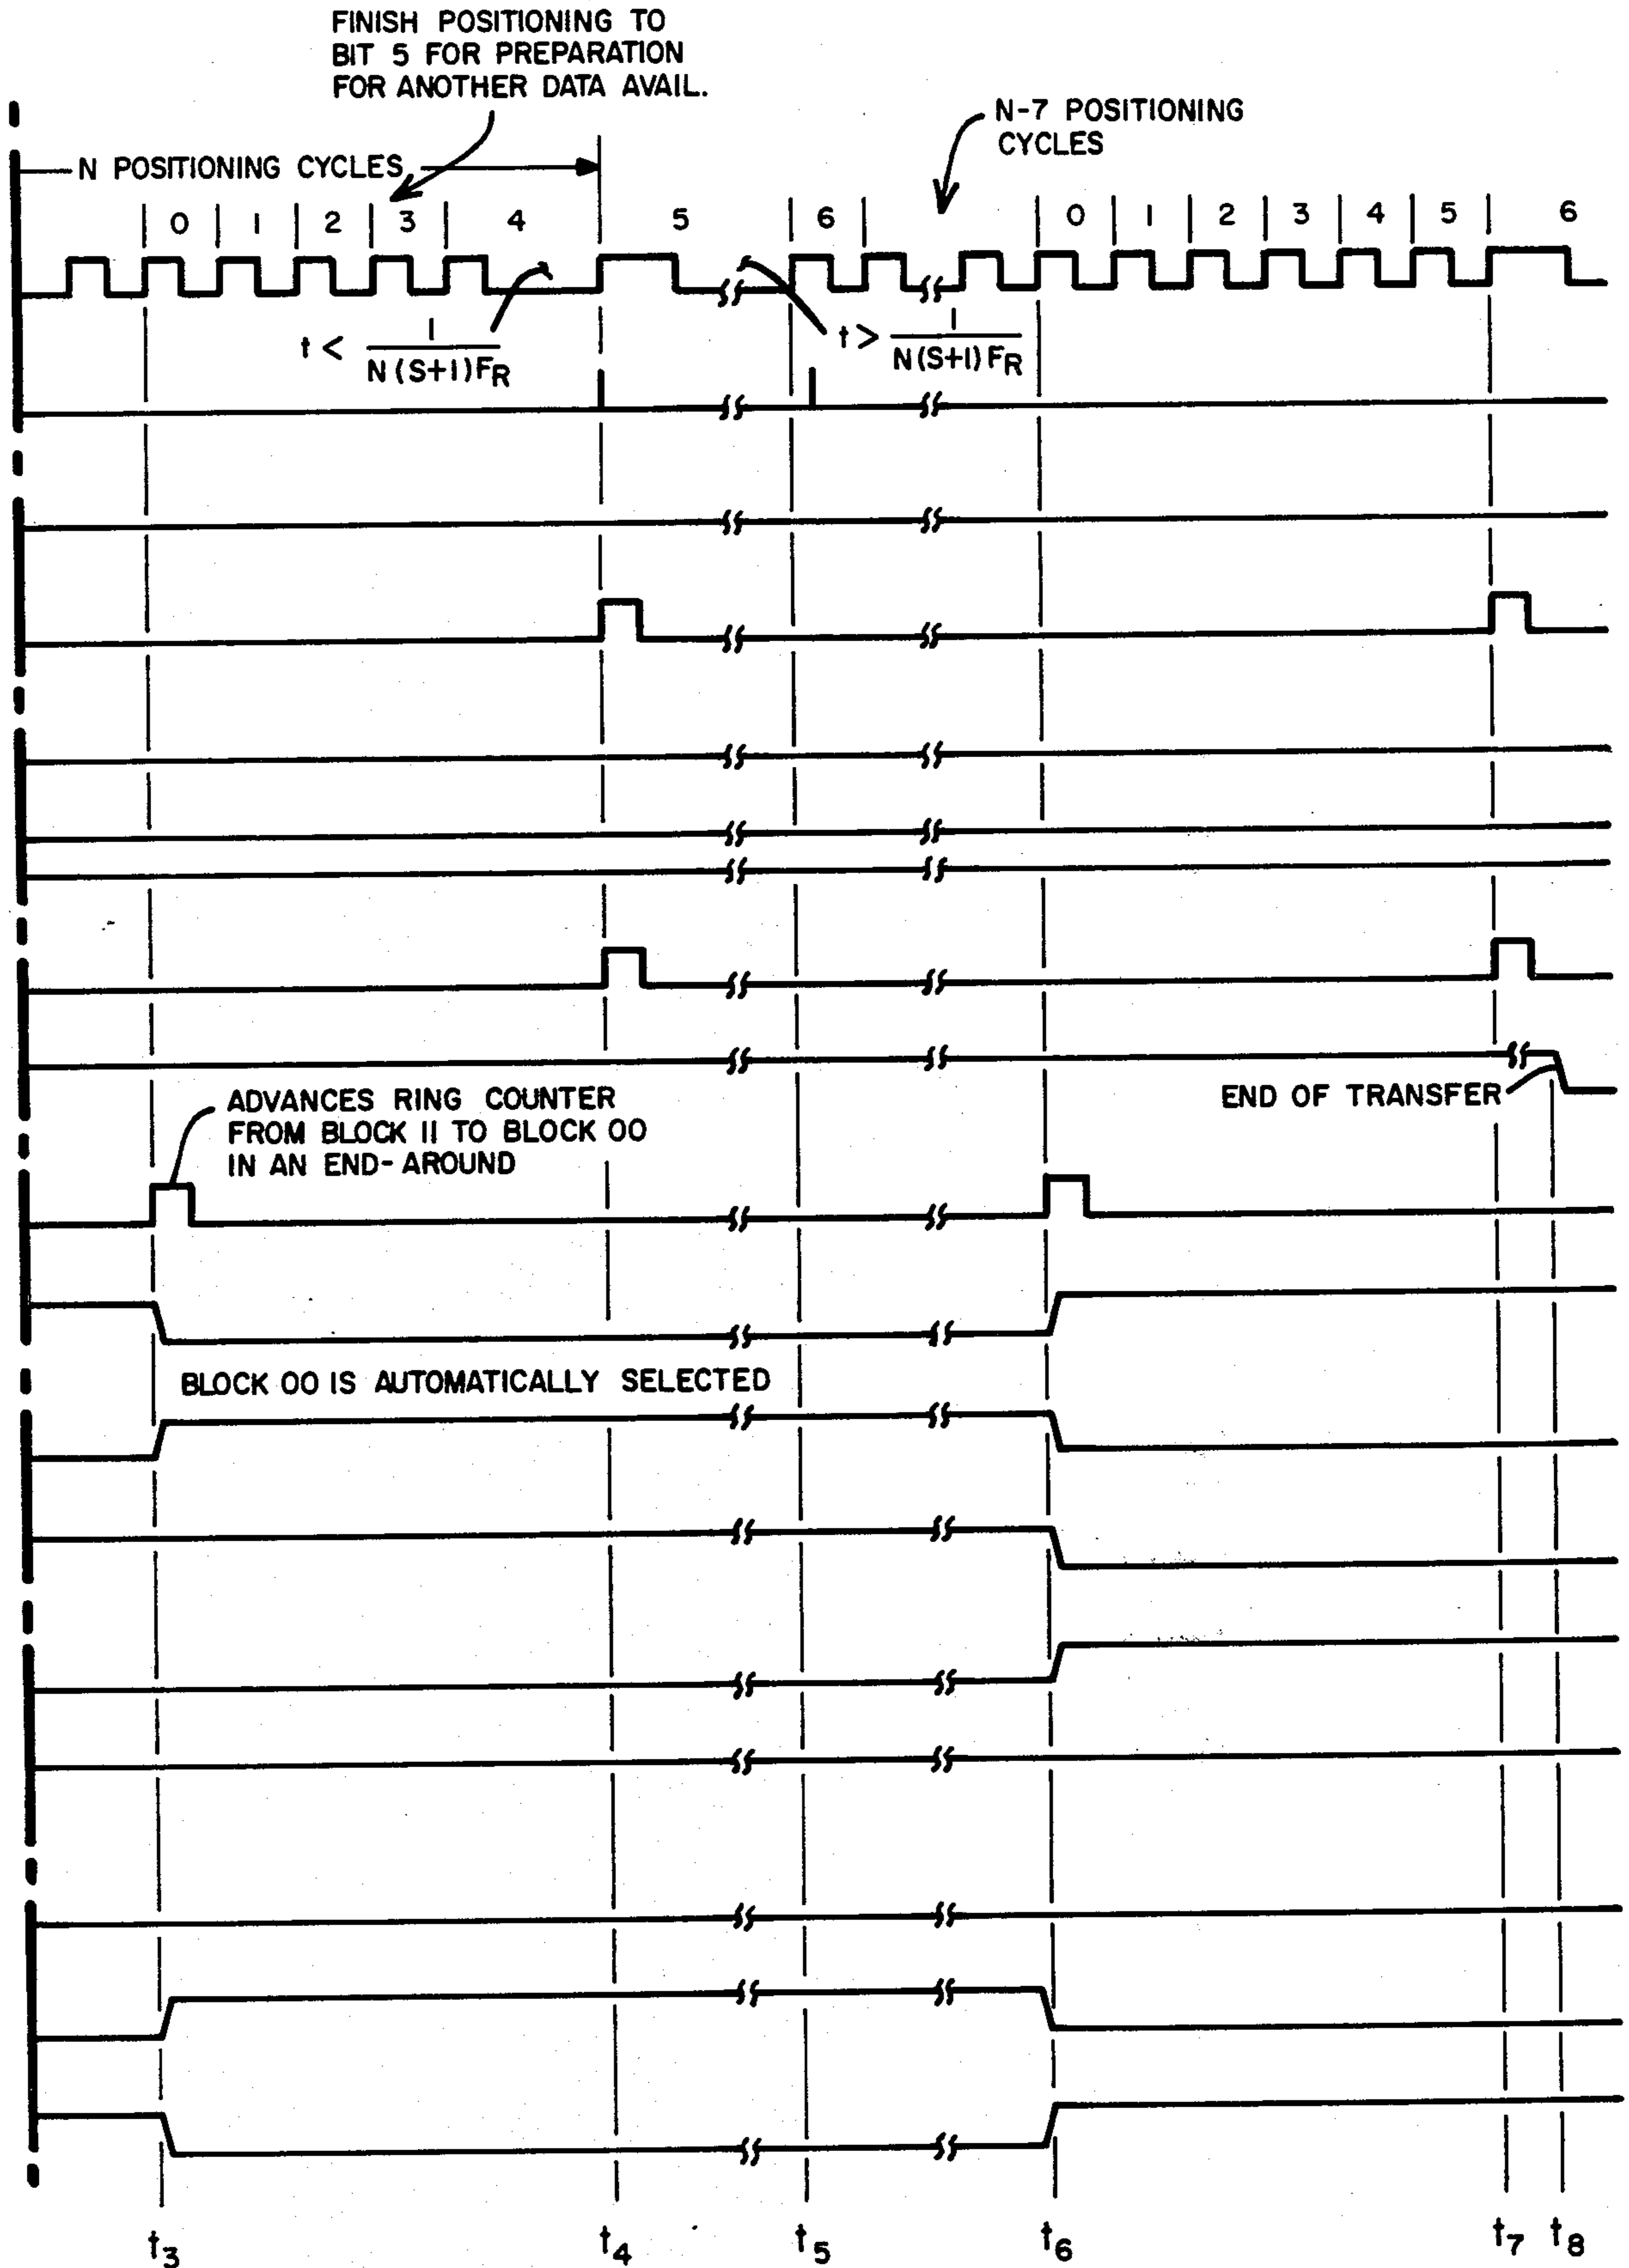 FINISH POSITIONING TO
BIT 5 FOR PREPARATION
FOR ANOTHER DATA AVAIL.
N-7 POSITIONING
CYCLES
N POSITIONING CYCLES
0 1 2 3 4 5 6 0 1 2 3 4 5 6
t < 1 / N(S+1)FR
t > 1 / N(S+1)FR
END OF TRANSFER
ADVANCES RING COUNTER
FROM BLOCK 11 TO BLOCK 00
IN AN END-AROUND
BLOCK 00 IS AUTOMATICALLY SELECTED
t3 t4 t5 t6 t7 t8